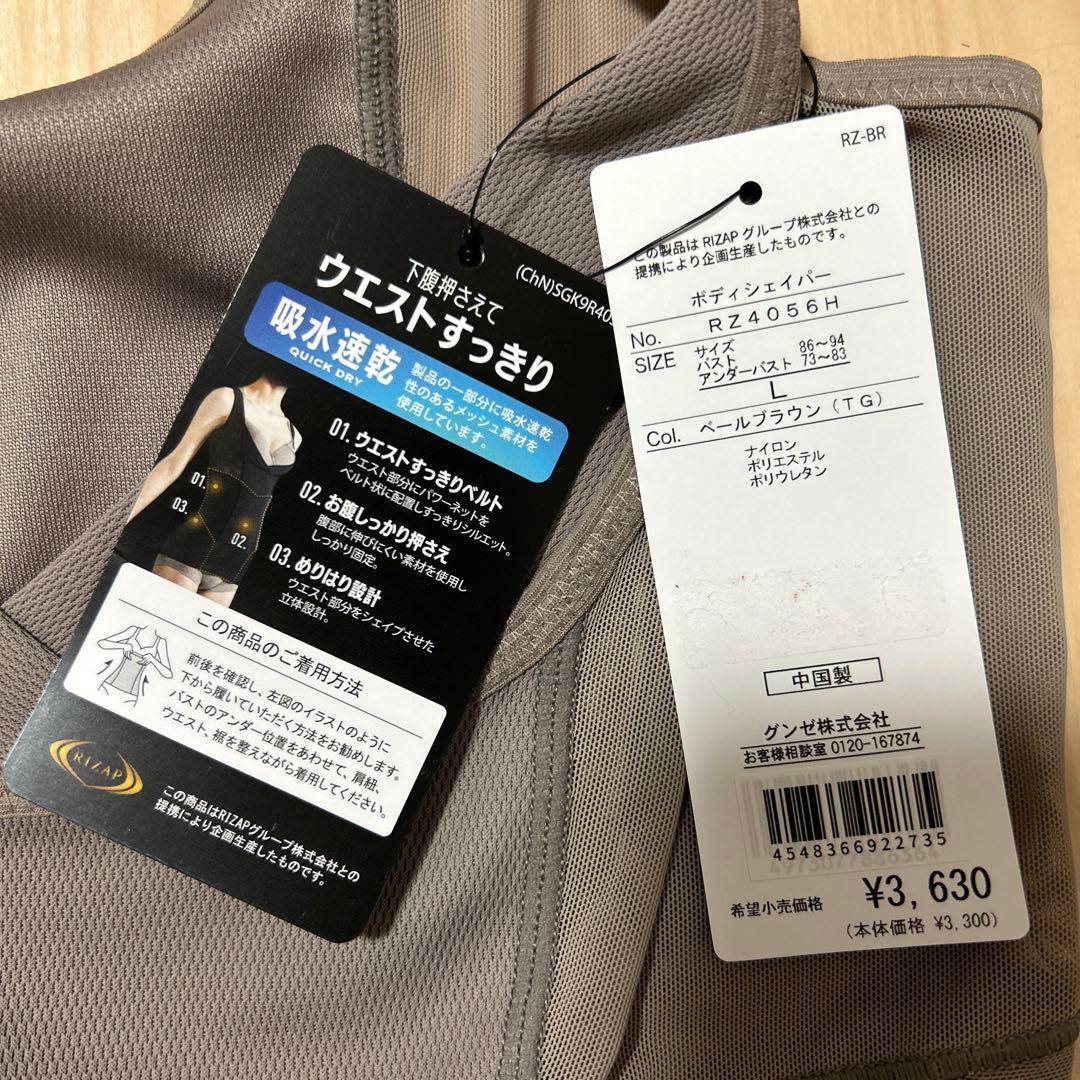 (ChN)SGK9R40
下腹押さえて
ウエストすっきり
吸水速乾
QUICK DRY
製品の一部分に吸水速乾
性のあるメッシュ素材を
使用しています。
01. ウエストすっきりベルト
ウエスト部分にパワーネットを
ベルト状に配置しすっきりシルエット。
02. お腹しっかり押さえ
腹部に伸びにくい素材を使用し
しっかり固定。
03. めりはり設計
ウエスト部分をシェイプさせた
立体設計。
01.
03.
02.
この商品のご着用方法
前後を確認し、左図のイラストのように
下から履いていただく方法をお勧めします。
バストのアンダー位置をあわせて、肩紐、
ウエスト、裾を整えながら着用してください。
RIZAP
この商品はRIZAPグループ株式会社との
提携により企画生産したものです。
RZ-BR
この製品は RIZAP グループ株式会社との
提携により企画生産したものです。
ボディシェイパー
No. RZ4056H
SIZE サイズ
バスト 86~94
アンダーバスト 73~83
L
Col. ペールブラウン(TG)
ナイロン
ポリエステル
ポリウレタン
中国製
グンゼ株式会社
お客様相談室 0120-167874
4548366922735
希望小売価格 ¥3,630
(本体価格 ¥3,300)